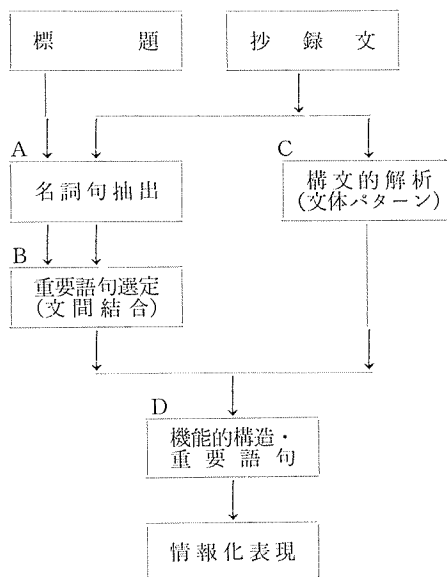 標題
抄録文
A
C
名詞句抽出
構文的解析
(文体パターン)
B
重要語句選定
(文間結合)
D
機能的構造・
重要語句
情報化表現